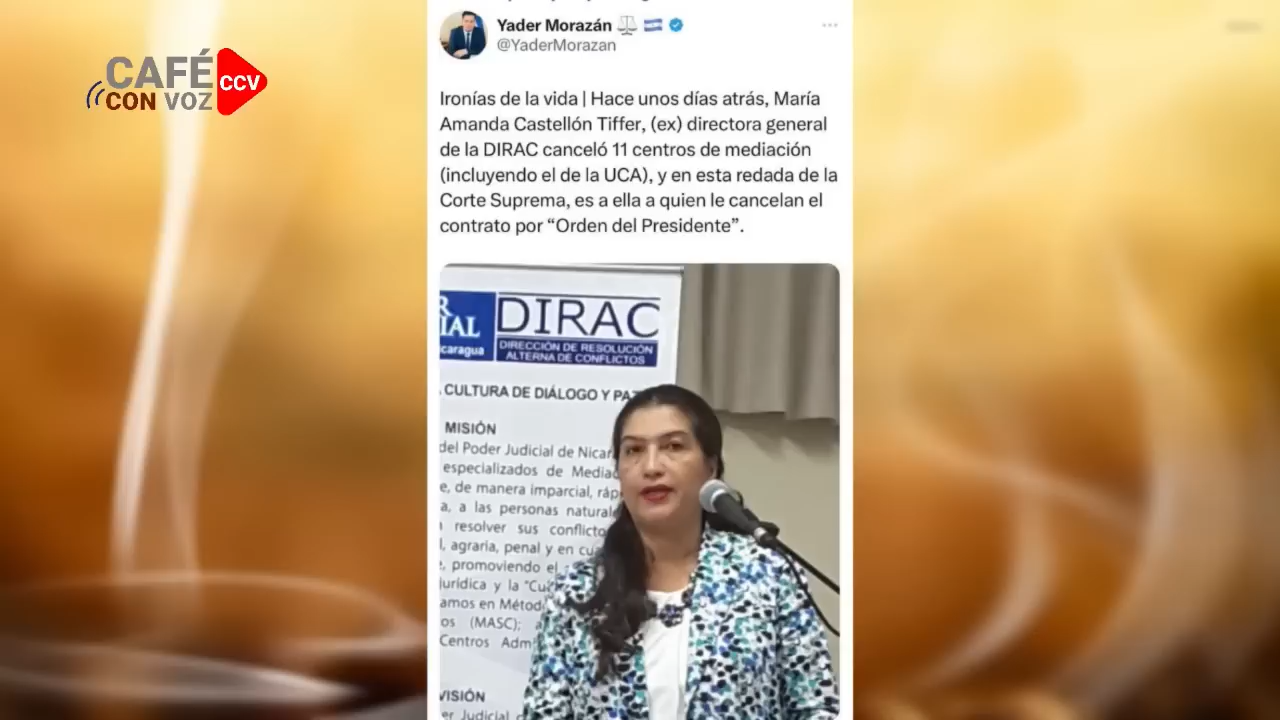 CAFÉ
CON VOZ
CCV
Yader Morazán
@YaderMorazan
Ironías de la vida | Hace unos días atrás, María
Amanda Castellón Tiffer, (ex) directora general
de la DIRAC canceló 11 centros de mediación
(incluyendo el de la UCA), y en esta redada de la
Corte Suprema, es a ella a quien le cancelan el
contrato por “Orden del Presidente”.
R
IAL
icaragua
DIRAC
DIRECCIÓN DE RESOLUCIÓN
ALTERNA DE CONFLICTOS
CULTURA DE DIÁLOGO Y PAZ
MISIÓN
del Poder Judicial de Nicar
especializados de Media
e, de manera imparcial, ráp
a, a las personas natural
resolver sus conflicto
l, agraria, penal y en cu
e, promoviendo el
jurídica y la "Cul
amos en Métod
os (MASC); a
Centros Adm
VISIÓN
er Judicial